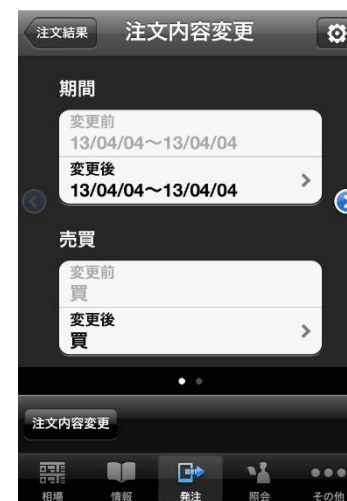 注文結果
注文内容変更
期間
変更前
13/04/04～13/04/04
変更後
13/04/04～13/04/04
売買
変更前
買
変更後
買
注文内容変更
相場
情報
発注
照会
その他